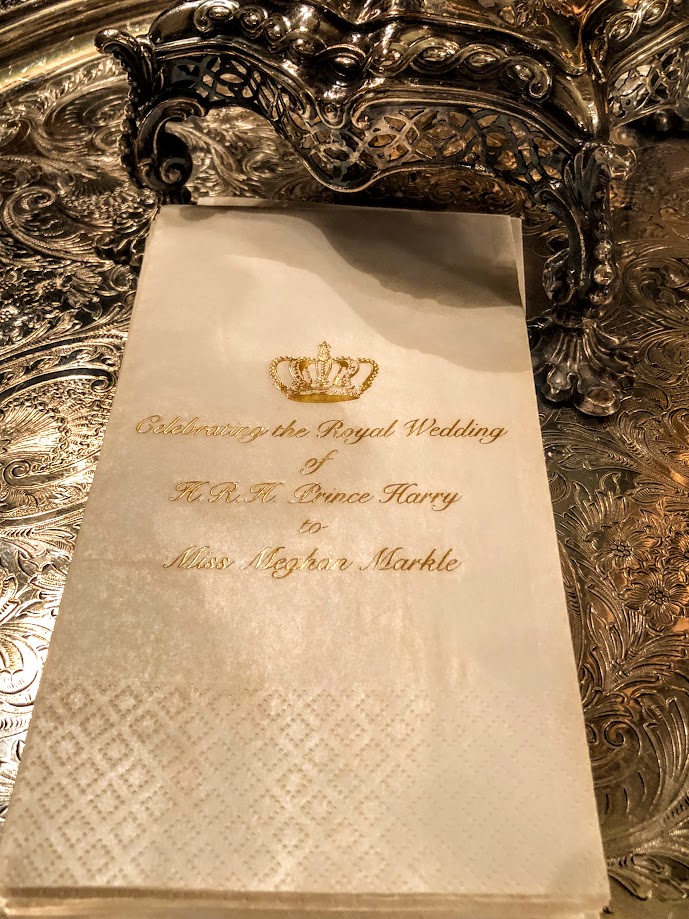 Celebrating the Royal Wedding
of
H.R.H. Prince Harry
to
Miss Meghan Markle